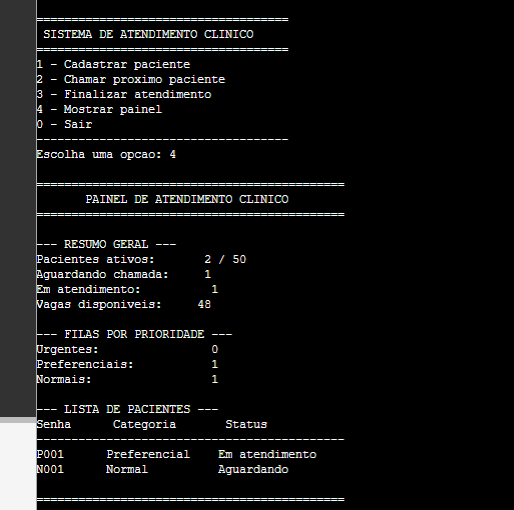 ====================================
SISTEMA DE ATENDIMENTO CLINICO
====================================
1 - Cadastrar paciente
2 - Chamar proximo paciente
3 - Finalizar atendimento
4 - Mostrar painel
0 - Sair
------------------------------------
Escolha uma opcao: 4
============================================
PAINEL DE ATENDIMENTO CLINICO
============================================
--- RESUMO GERAL ---
Pacientes ativos: 2 / 50
Aguardando chamada: 1
Em atendimento: 1
Vagas disponiveis: 48
--- FILAS POR PRIORIDADE ---
Urgentes: 0
Preferenciais: 1
Normais: 1
--- LISTA DE PACIENTES ---
Senha Categoria Status
--------------------------------------------
P001 Preferencial Em atendimento
N001 Normal Aguardando
============================================